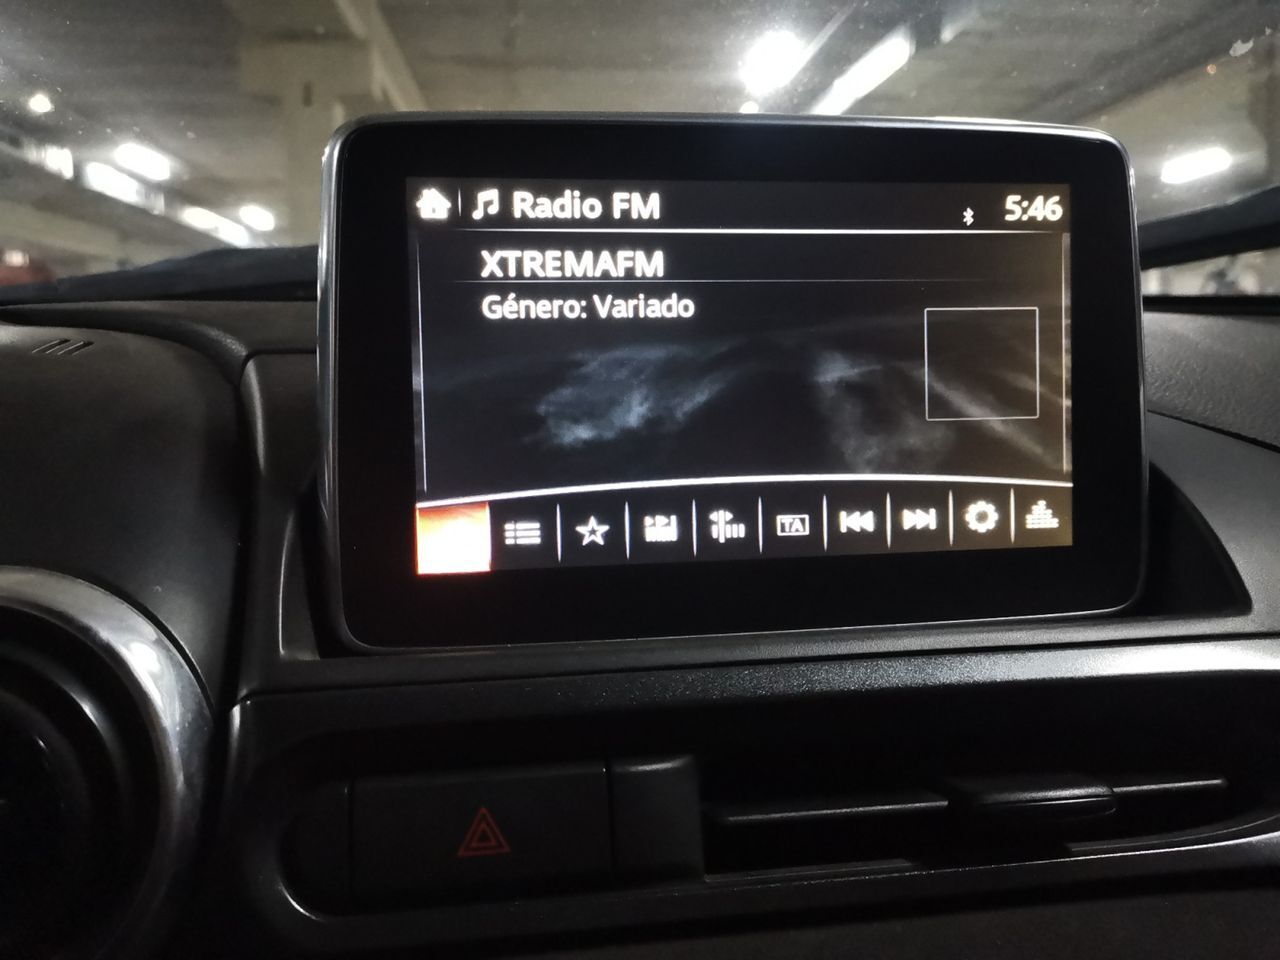 Radio FM
5:46
XTREMAFM
Género: Variado
TA